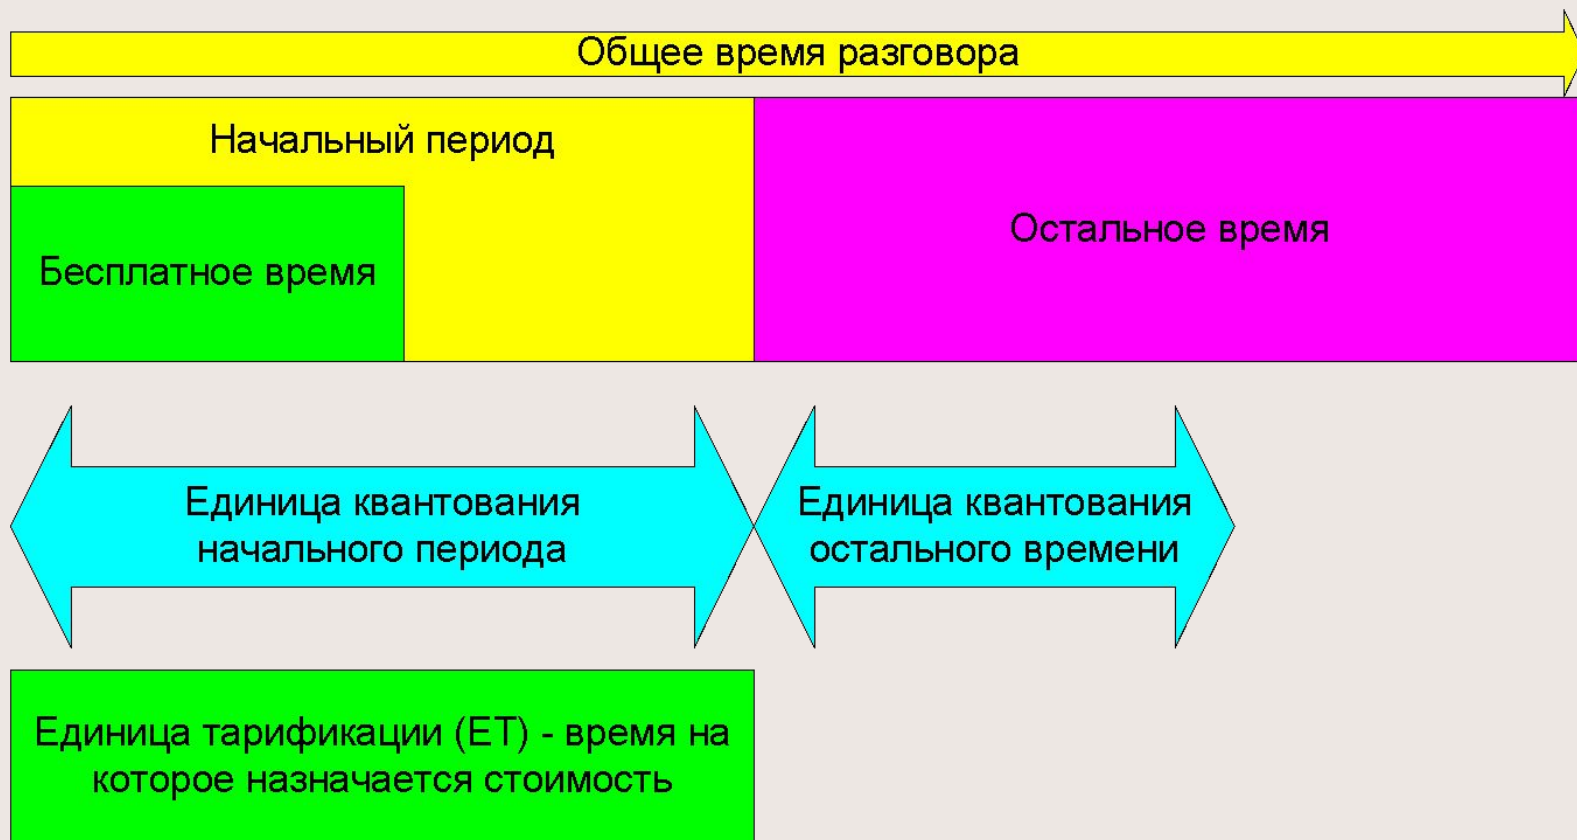 Общее время разговора
Начальный период
Остальное время
Бесплатное время
Единица квантования
начального периода
Единица квантования
остального времени
Единица тарификации (ЕТ) - время на
которое назначается стоимость